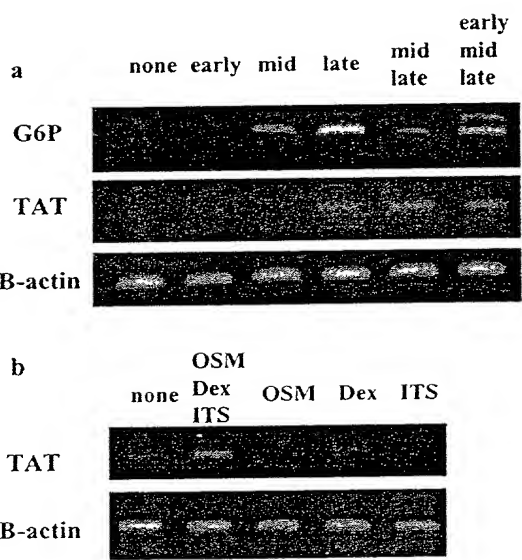 a
none early mid late mid late early mid late
G6P
TAT
B-actin
b
none OSM Dex ITS OSM Dex ITS
TAT
B-actin